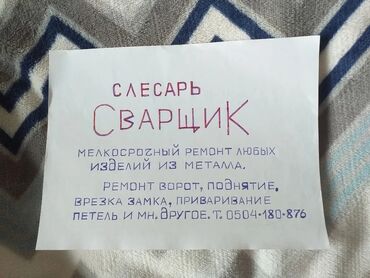 СЛЕСАРЬ
СВАРЩИК
МЕЛКОСРОЧНЫЙ РЕМОНТ ЛЮБЫХ
ИЗДЕЛИЙ ИЗ МЕТАЛЛА.
РЕМОНТ ВОРОТ, ПОДНЯТИЕ,
ВРЕЗКА ЗАМКА, ПРИВАРИВАНИЕ
ПЕТЕЛЬ И МН. ДРУГОЕ. Т. 0504-180-876